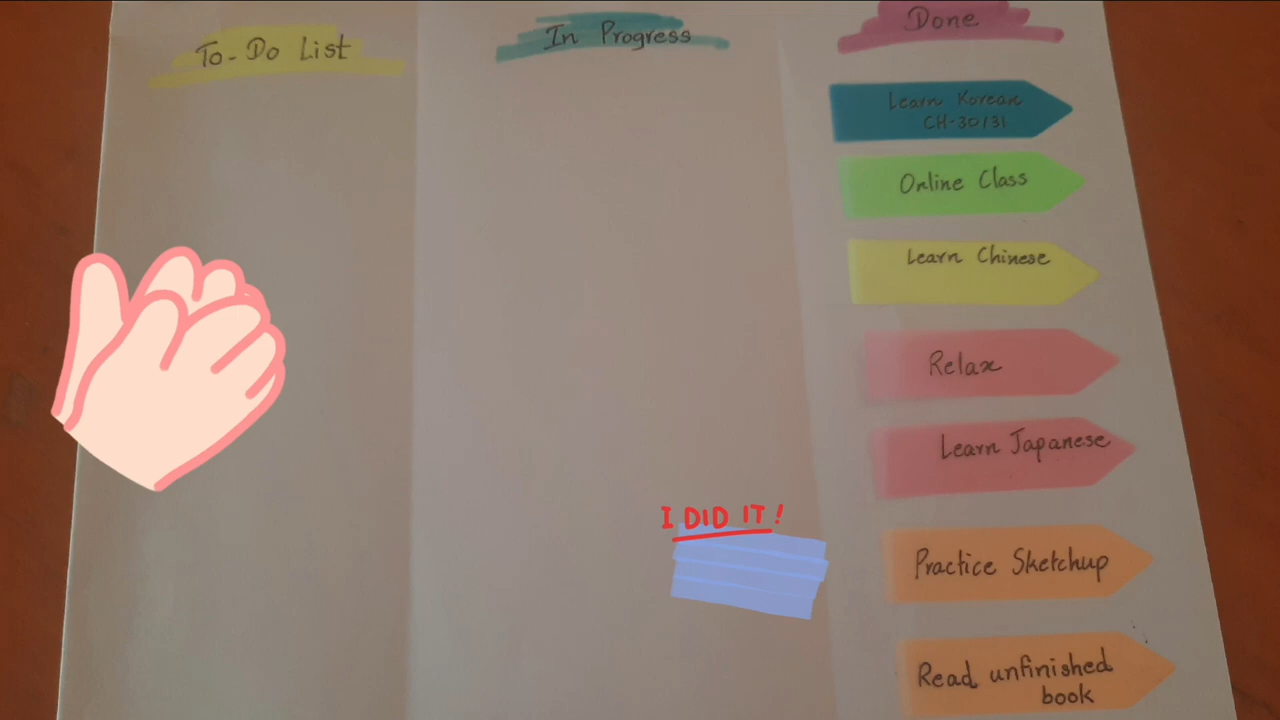 To-Do List
In Progress
Done
Learn Korean
CH-30/31
Online Class
Learn Chinese
Relax
Learn Japanese
Practice Sketchup
Read unfinished
book
I DID IT!